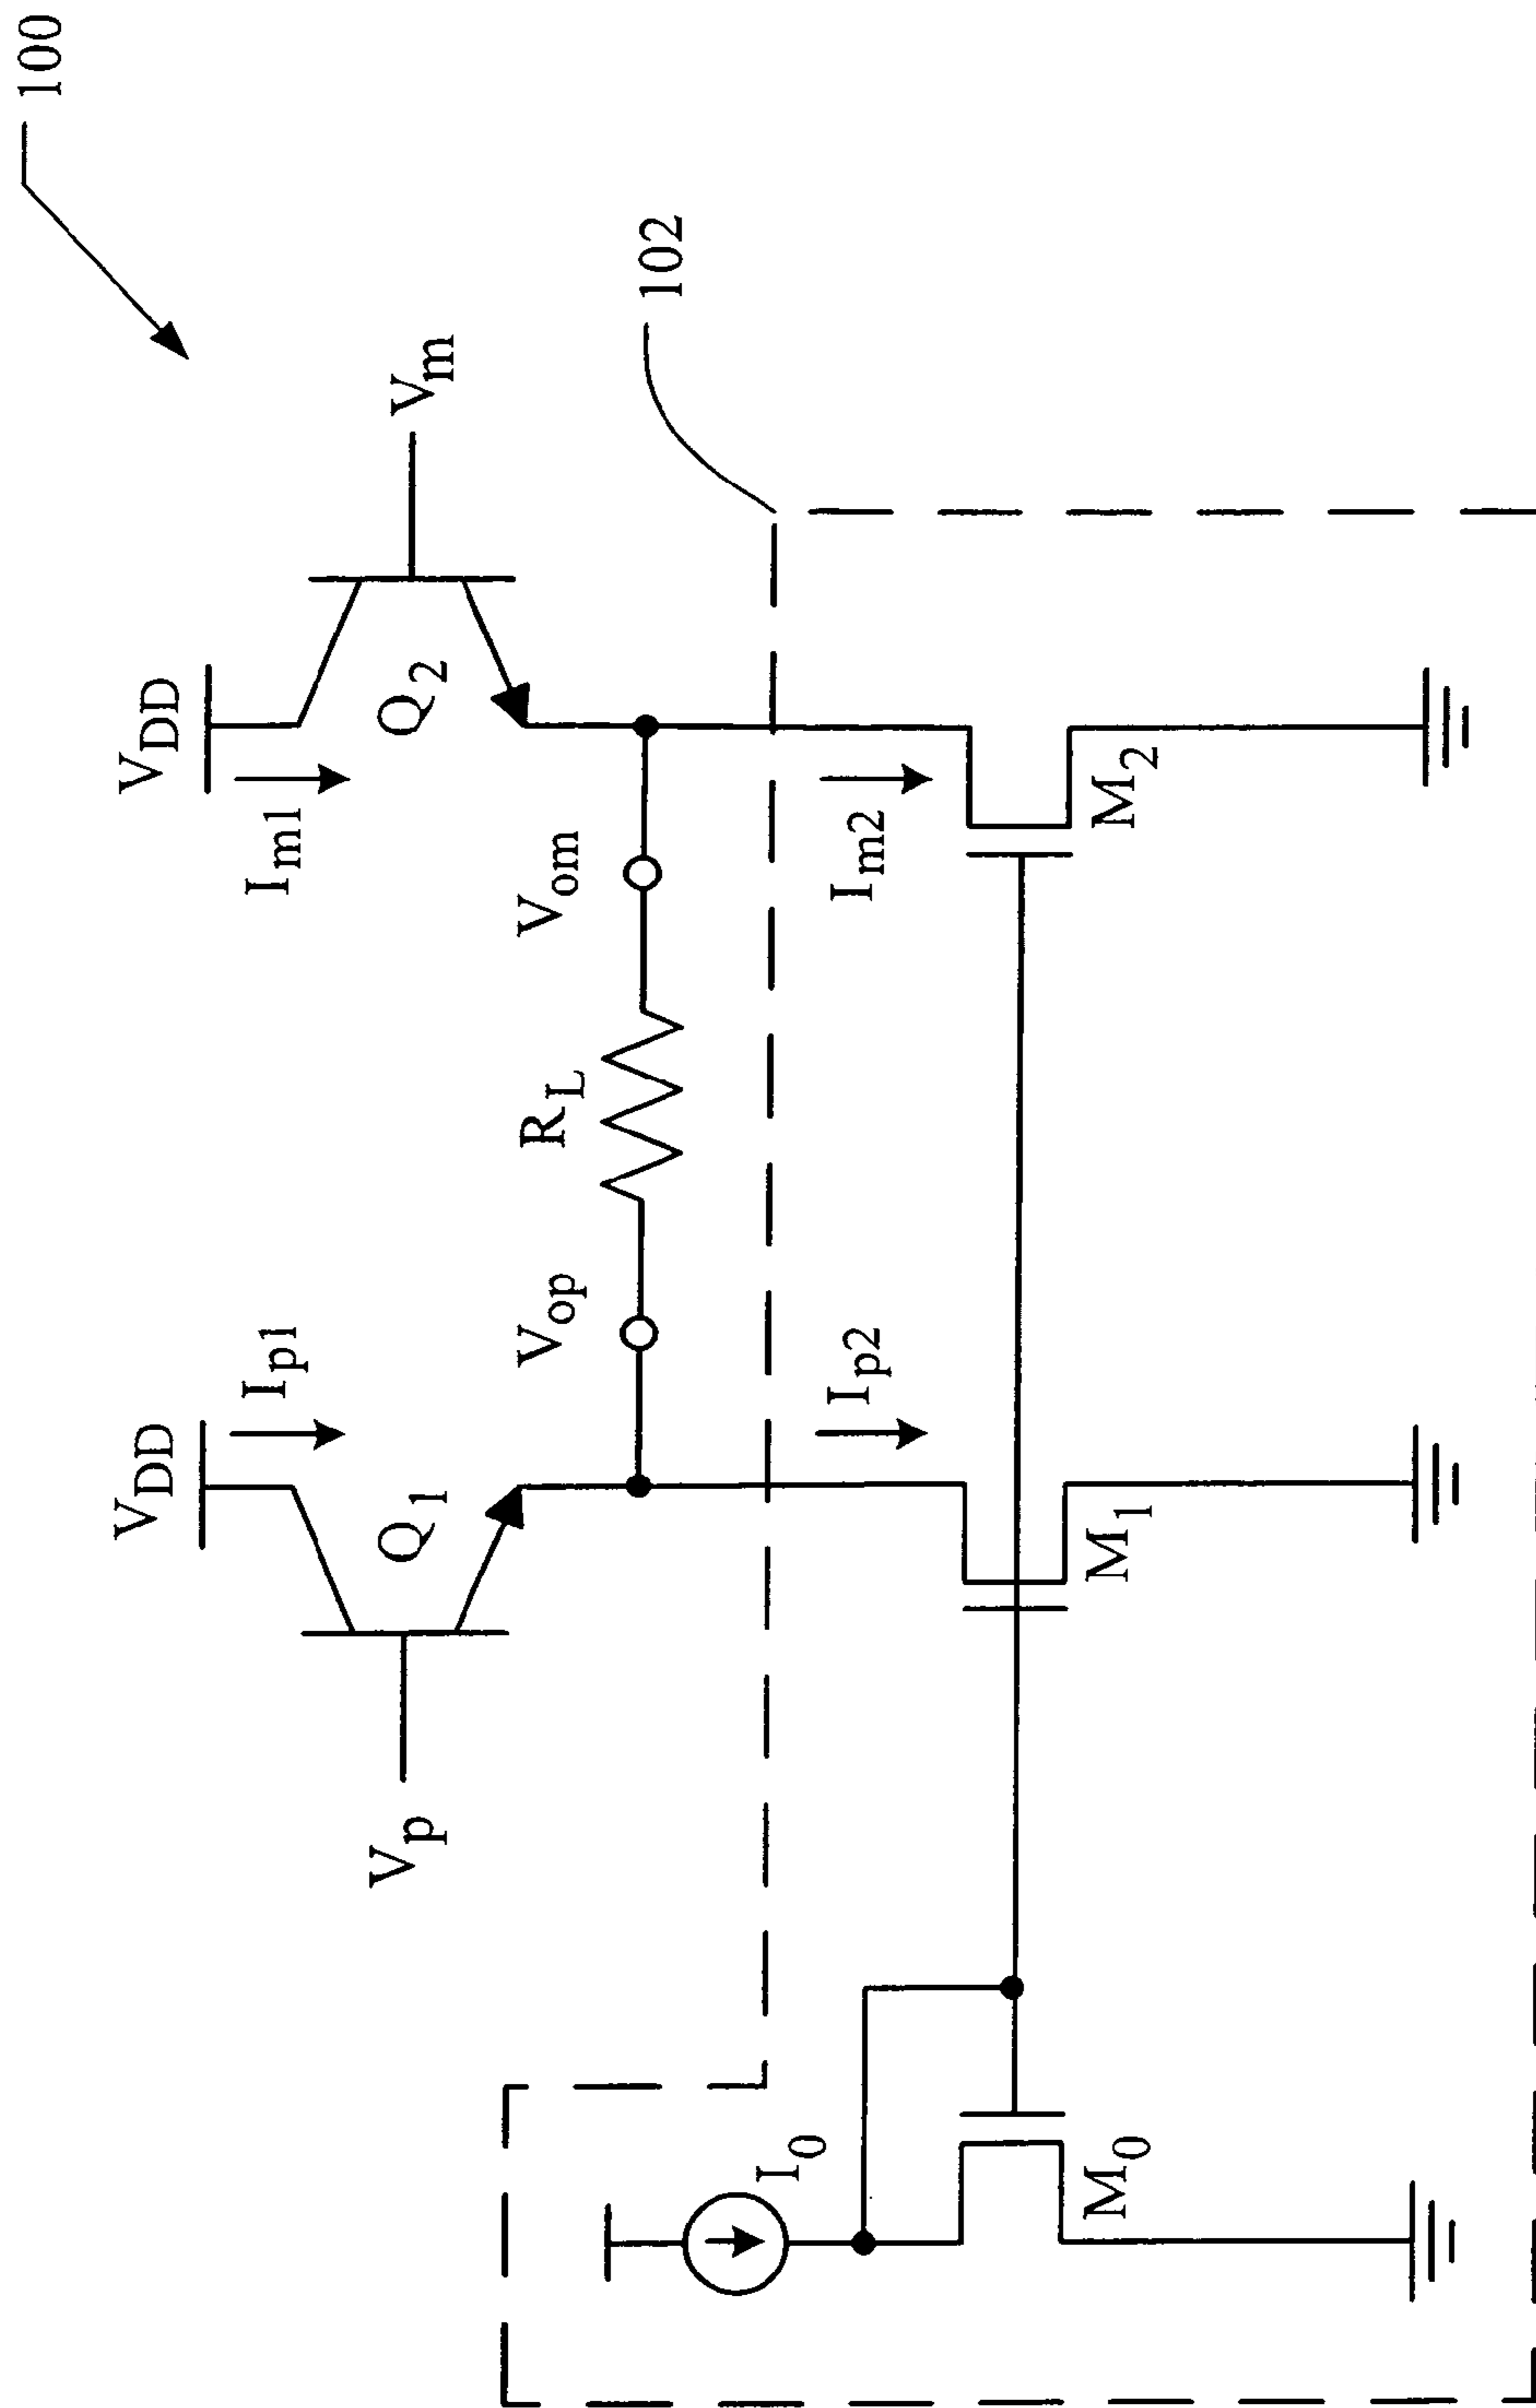 100
V_DD
V_DD
I_p1
I_m1
Q_1
Q_2
V_p
V_m
V_op
R_L
V_om
102
I_0
I_p2
I_m2
M_0
M_1
M_2